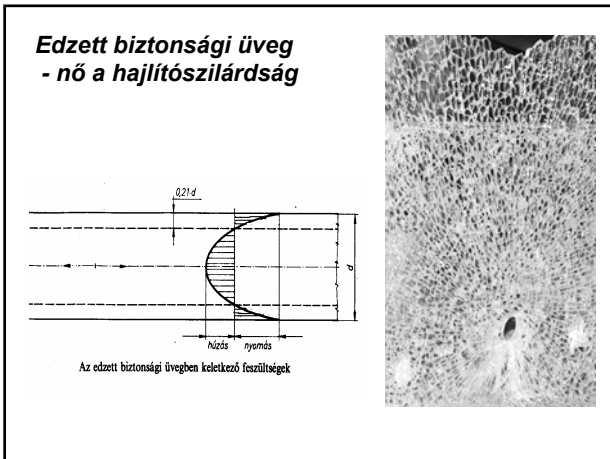 Edzett biztonsági üveg
- nő a hajlítószilárdság
0,21·d
d
húzás nyomás
Az edzett biztonsági üvegben keletkező feszültségek